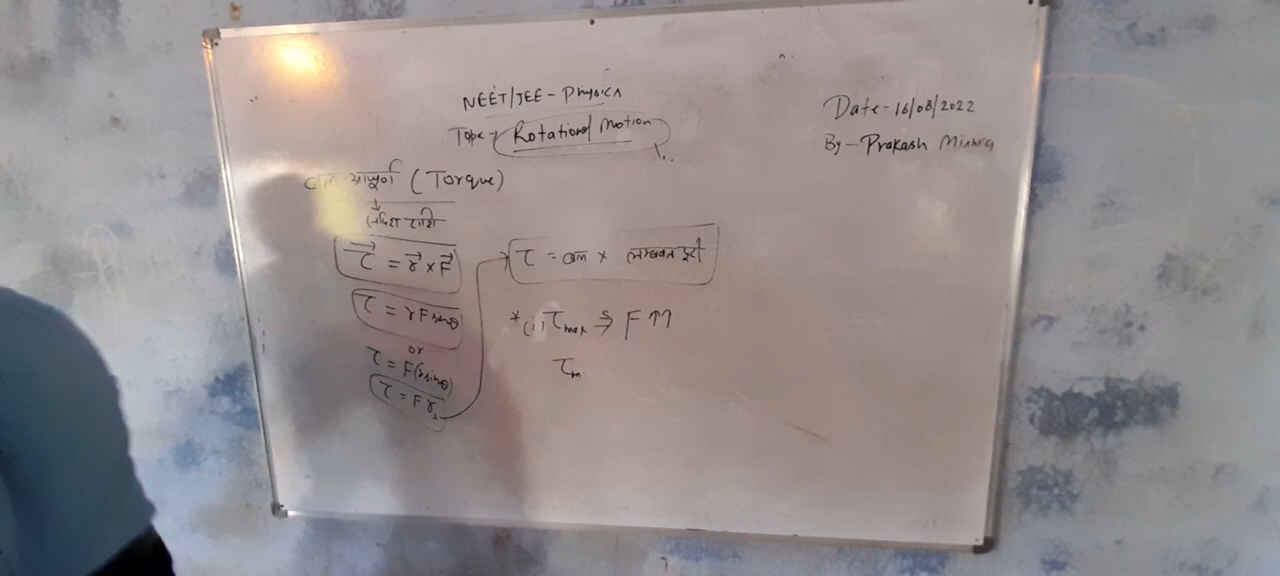 NEET/JEE - Physics
Topic → Rotational Motion
Date - 16/08/2022
By - Prakash Mishra
बल आघूर्ण (Torque)
↓
सदिश राशि
τ⃗ = r⃗ × F⃗
τ = बल × लम्बवत दूरी
τ = rF sinθ
* (i) τmax ⇒ F↑↑
or
τ = F(r sinθ)
τm
τ = F r⊥